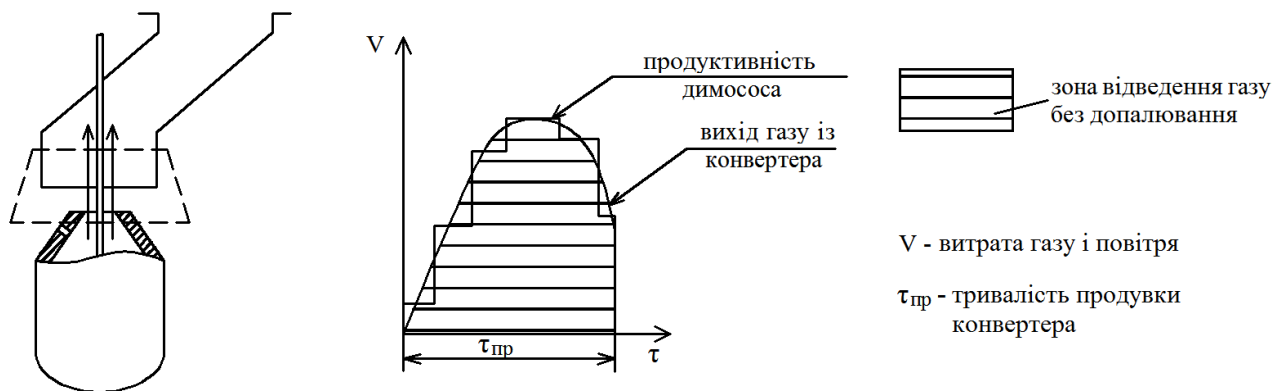 V
продуктивність
димососа
вихід газу із
конвертера
τпр
τ
зона відведення газу
без допалювання
V - витрата газу і повітря
τпр - тривалість продувки
конвертера